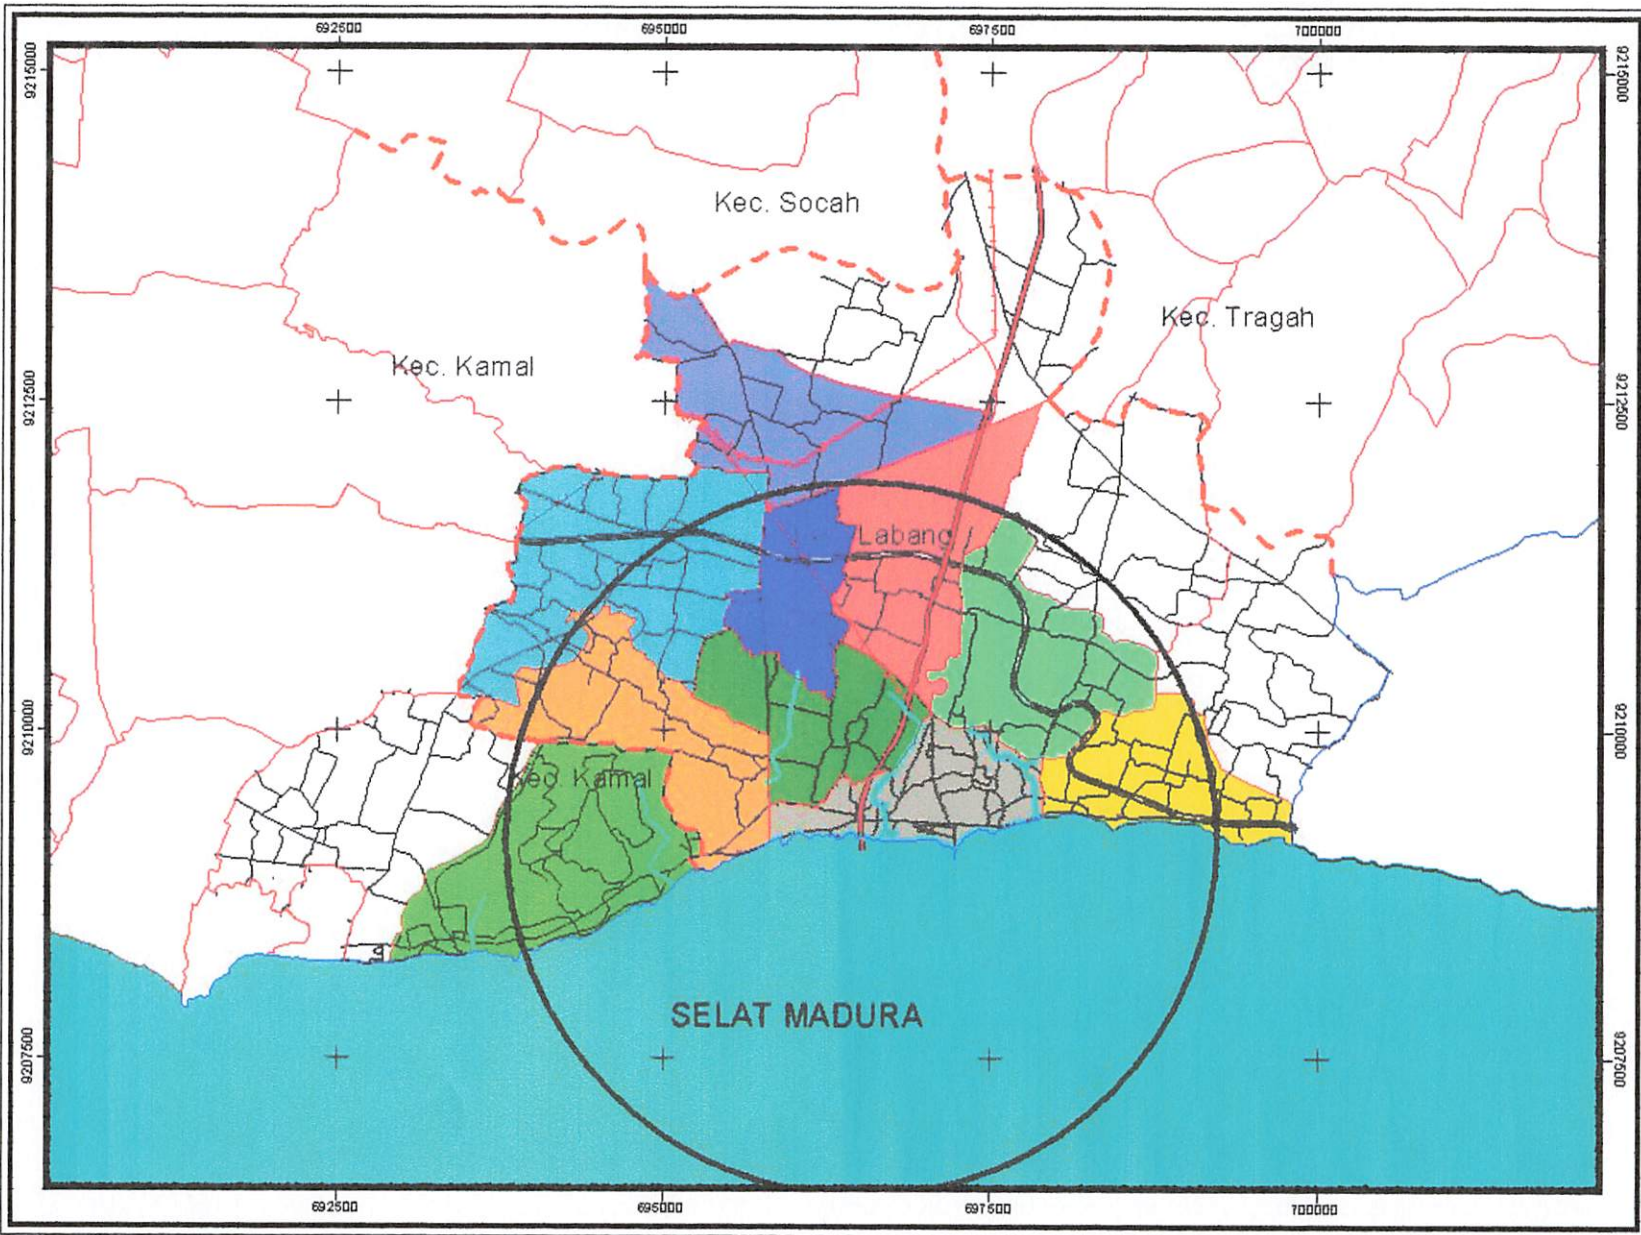 692500 695000 697500 700000
9215000 9215000
Kec. Socah
Kec. Tragah
Kec. Kamal
9212500 9212500
Labang
9210000 9210000
Kec. Kamal
SELAT MADURA
9207500 9207500
692500 695000 697500 700000